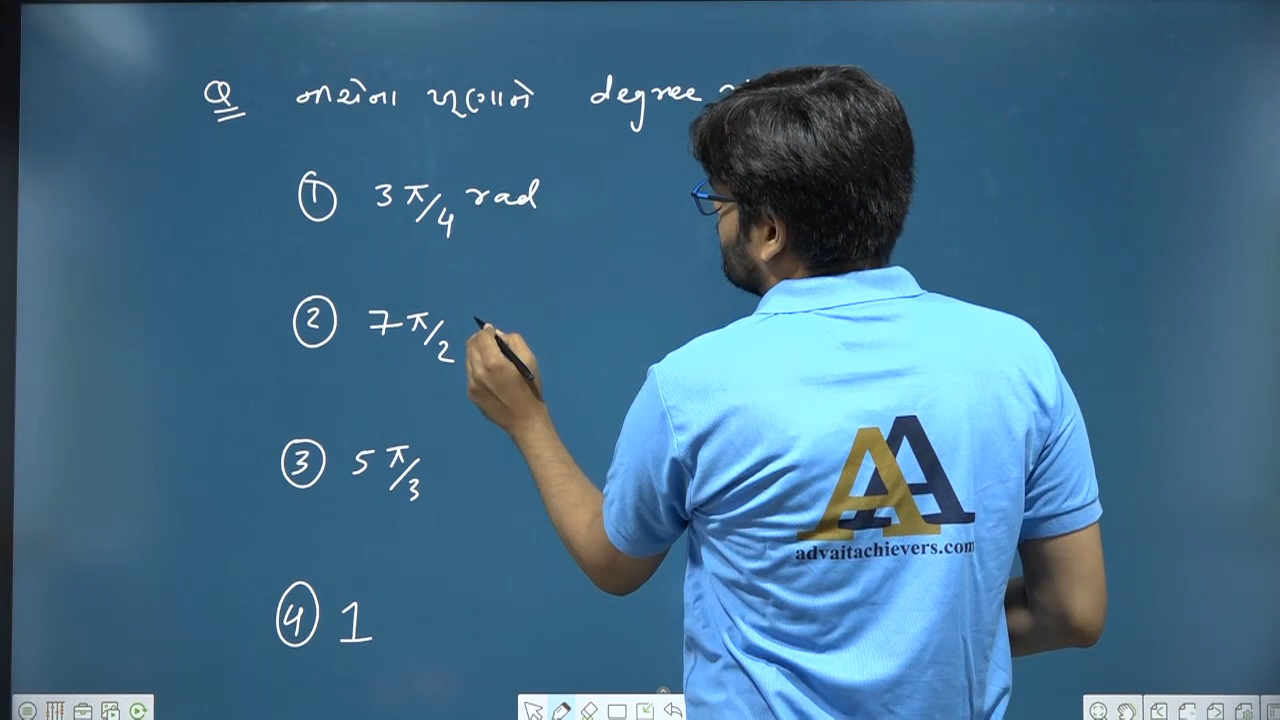 Q નીચેના ખૂણાને degree
① 3π/4 rad
② 7π/2
③ 5π/3
④ 1
AA
advaitachievers.com